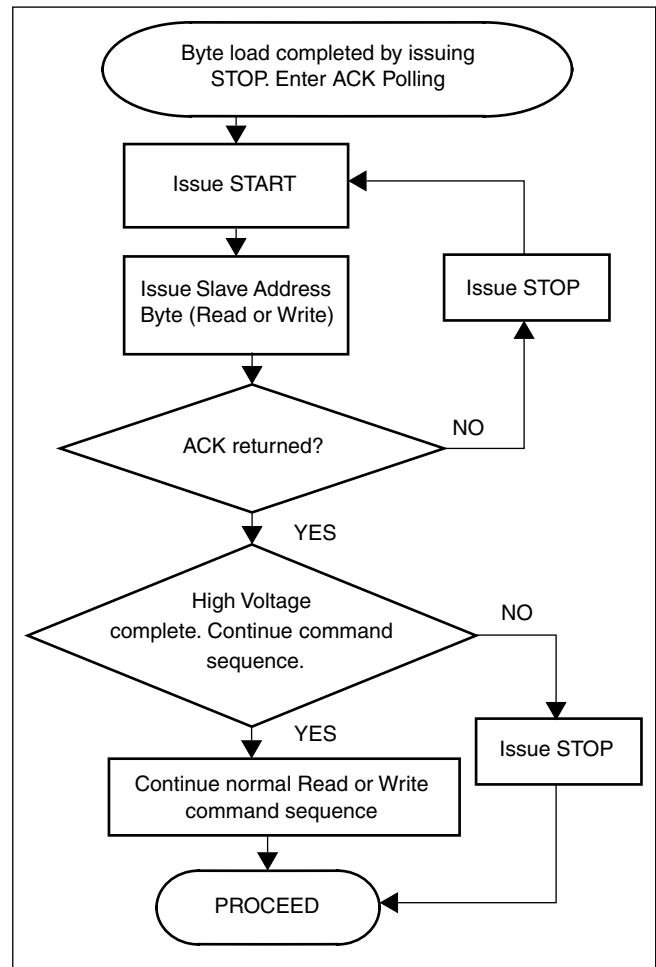 Byte load completed by issuing
STOP. Enter ACK Polling
Issue START
Issue Slave Address
Byte (Read or Write)
Issue STOP
ACK returned?
NO
YES
High Voltage
complete. Continue command
sequence.
NO
YES
Issue STOP
Continue normal Read or Write
command sequence
PROCEED